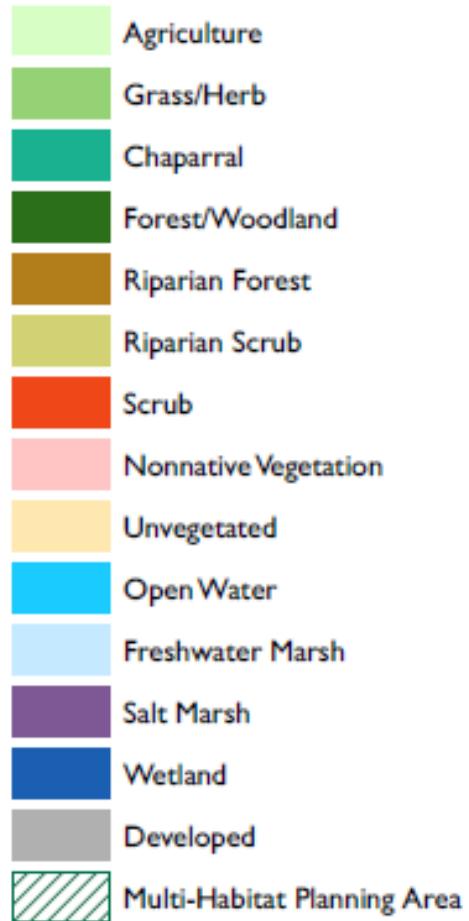 Agriculture
Grass/Herb
Chaparral
Forest/Woodland
Riparian Forest
Riparian Scrub
Scrub
Nonnative Vegetation
Unvegetated
Open Water
Freshwater Marsh
Salt Marsh
Wetland
Developed
Multi-Habitat Planning Area